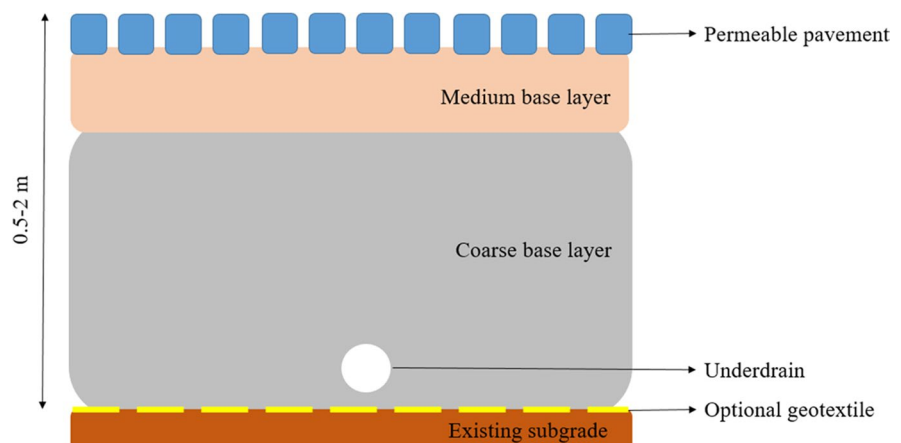 Permeable pavement
Medium base layer
0.5-2 m
Coarse base layer
Underdrain
Optional geotextile
Existing subgrade